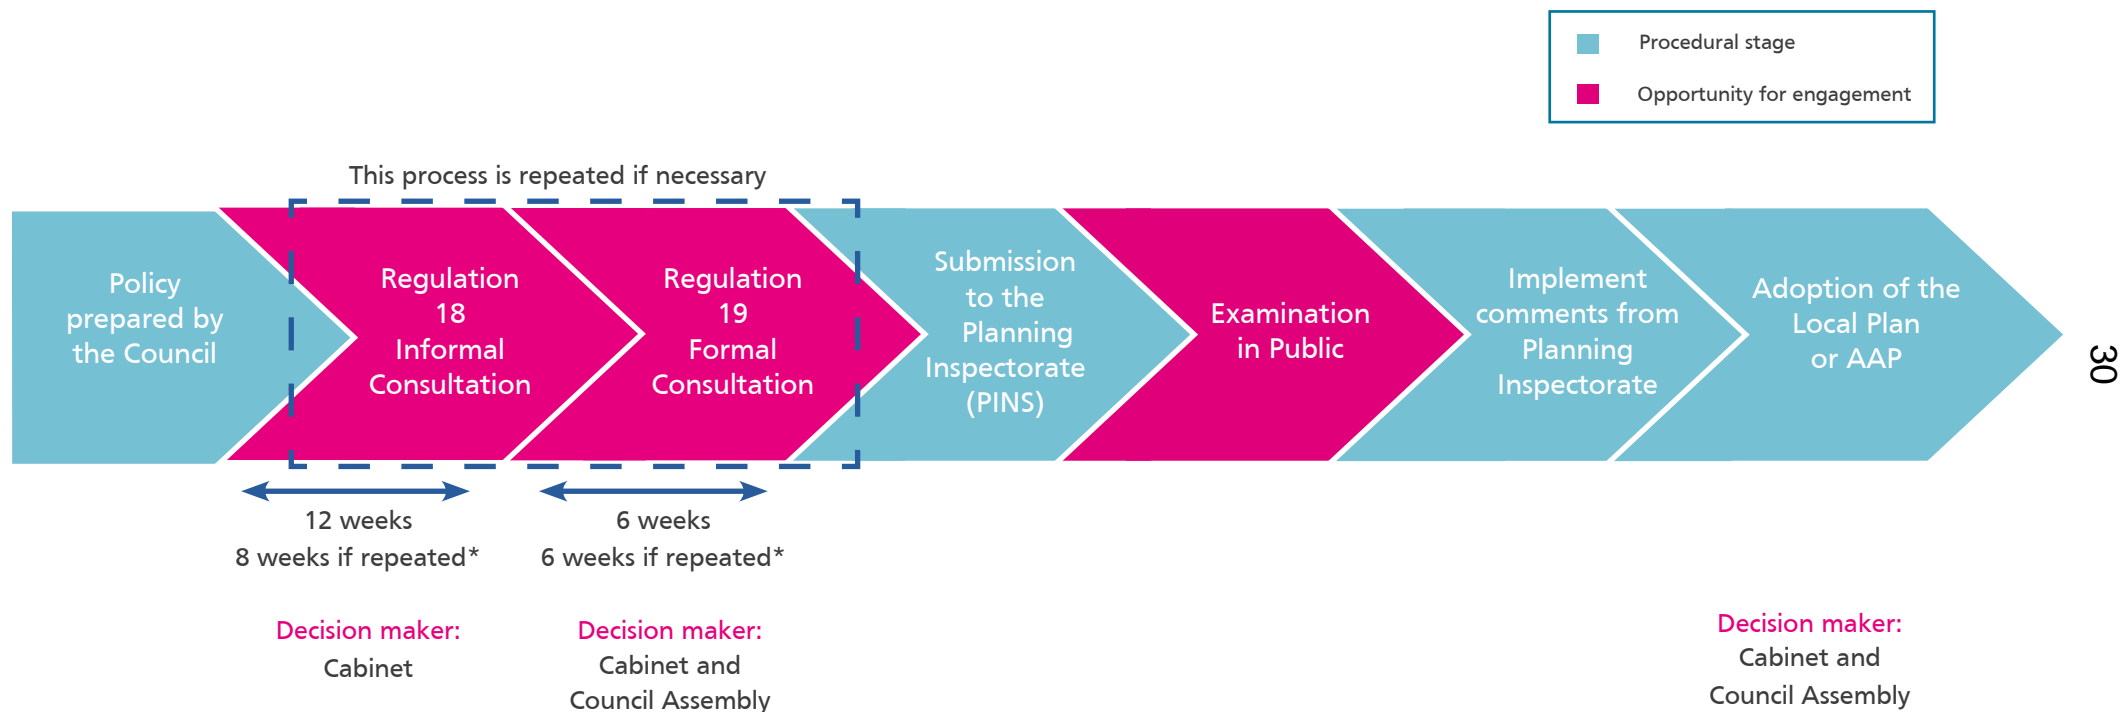 Procedural stage
Opportunity for engagement
This process is repeated if necessary
Policy
prepared by
the Council
Regulation
18
Informal
Consultation
Regulation
19
Formal
Consultation
Submission
to the
Planning
Inspectorate
(PINS)
Examination
in Public
Implement
comments from
Planning
Inspectorate
Adoption of the
Local Plan
or AAP
30
12 weeks
8 weeks if repeated*
6 weeks
6 weeks if repeated*
Decision maker:
Cabinet
Decision maker:
Cabinet and
Council Assembly
Decision maker:
Cabinet and
Council Assembly